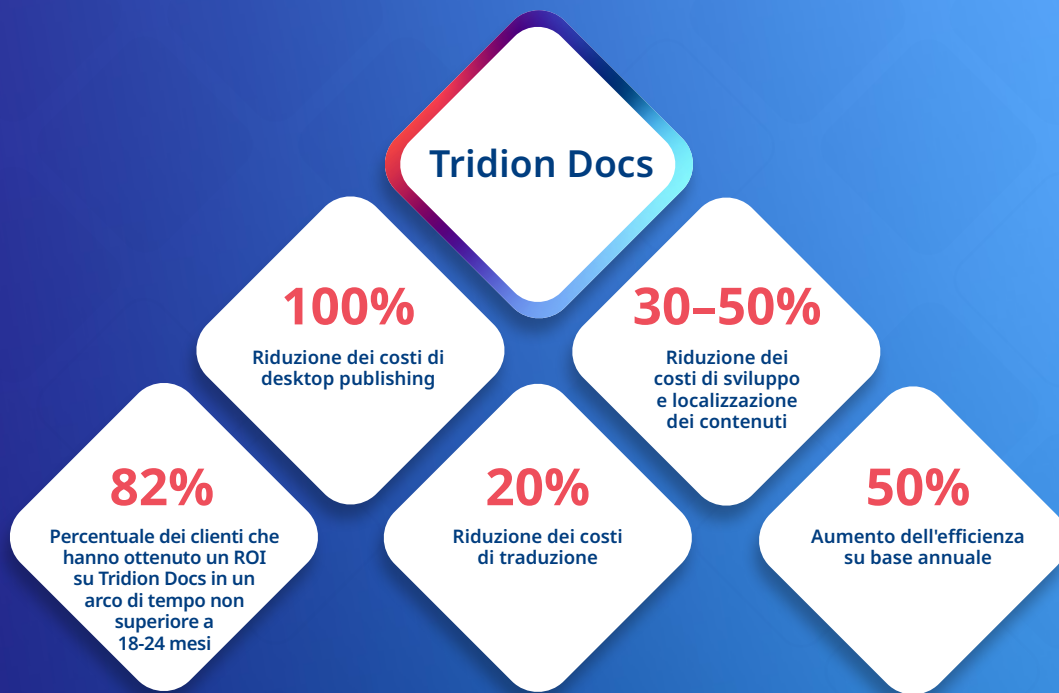 Tridion Docs
100%
Riduzione dei costi di
desktop publishing
30–50%
Riduzione dei
costi di sviluppo
e localizzazione
dei contenuti
82%
Percentuale dei clienti che
hanno ottenuto un ROI
su Tridion Docs in un
arco di tempo non
superiore a
18-24 mesi
20%
Riduzione dei costi
di traduzione
50%
Aumento dell'efficienza
su base annuale